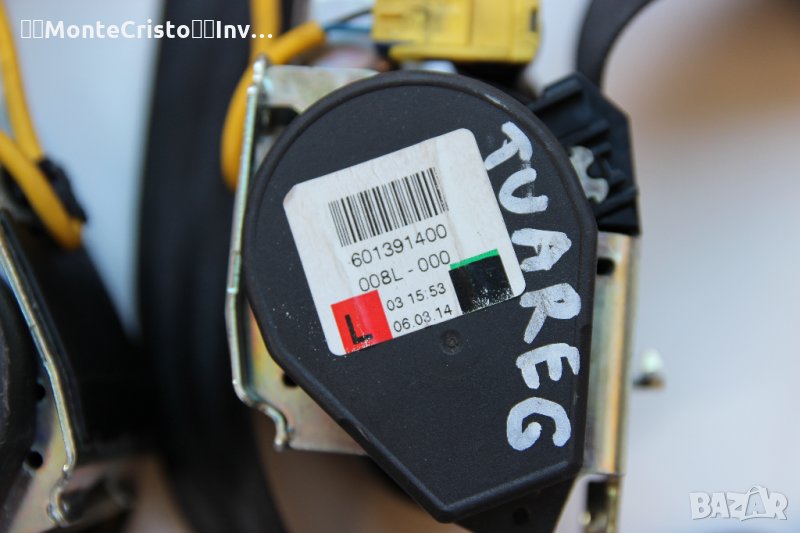 MonteCristo Inv...
601391400
008L-000
L
03 15:53
06.03.14
TUAREG
BAZAR